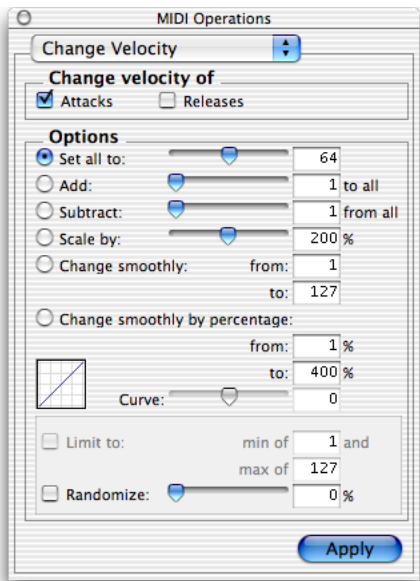 MIDI Operations
Change Velocity
Change velocity of
Attacks Releases
Options
Set all to: 64
Add: 1 to all
Subtract: 1 from all
Scale by: 200 %
Change smoothly: from: 1
to: 127
Change smoothly by percentage:
from: 1 %
to: 400 %
Curve: 0
Limit to: min of 1 and
max of 127
Randomize: 0 %
Apply